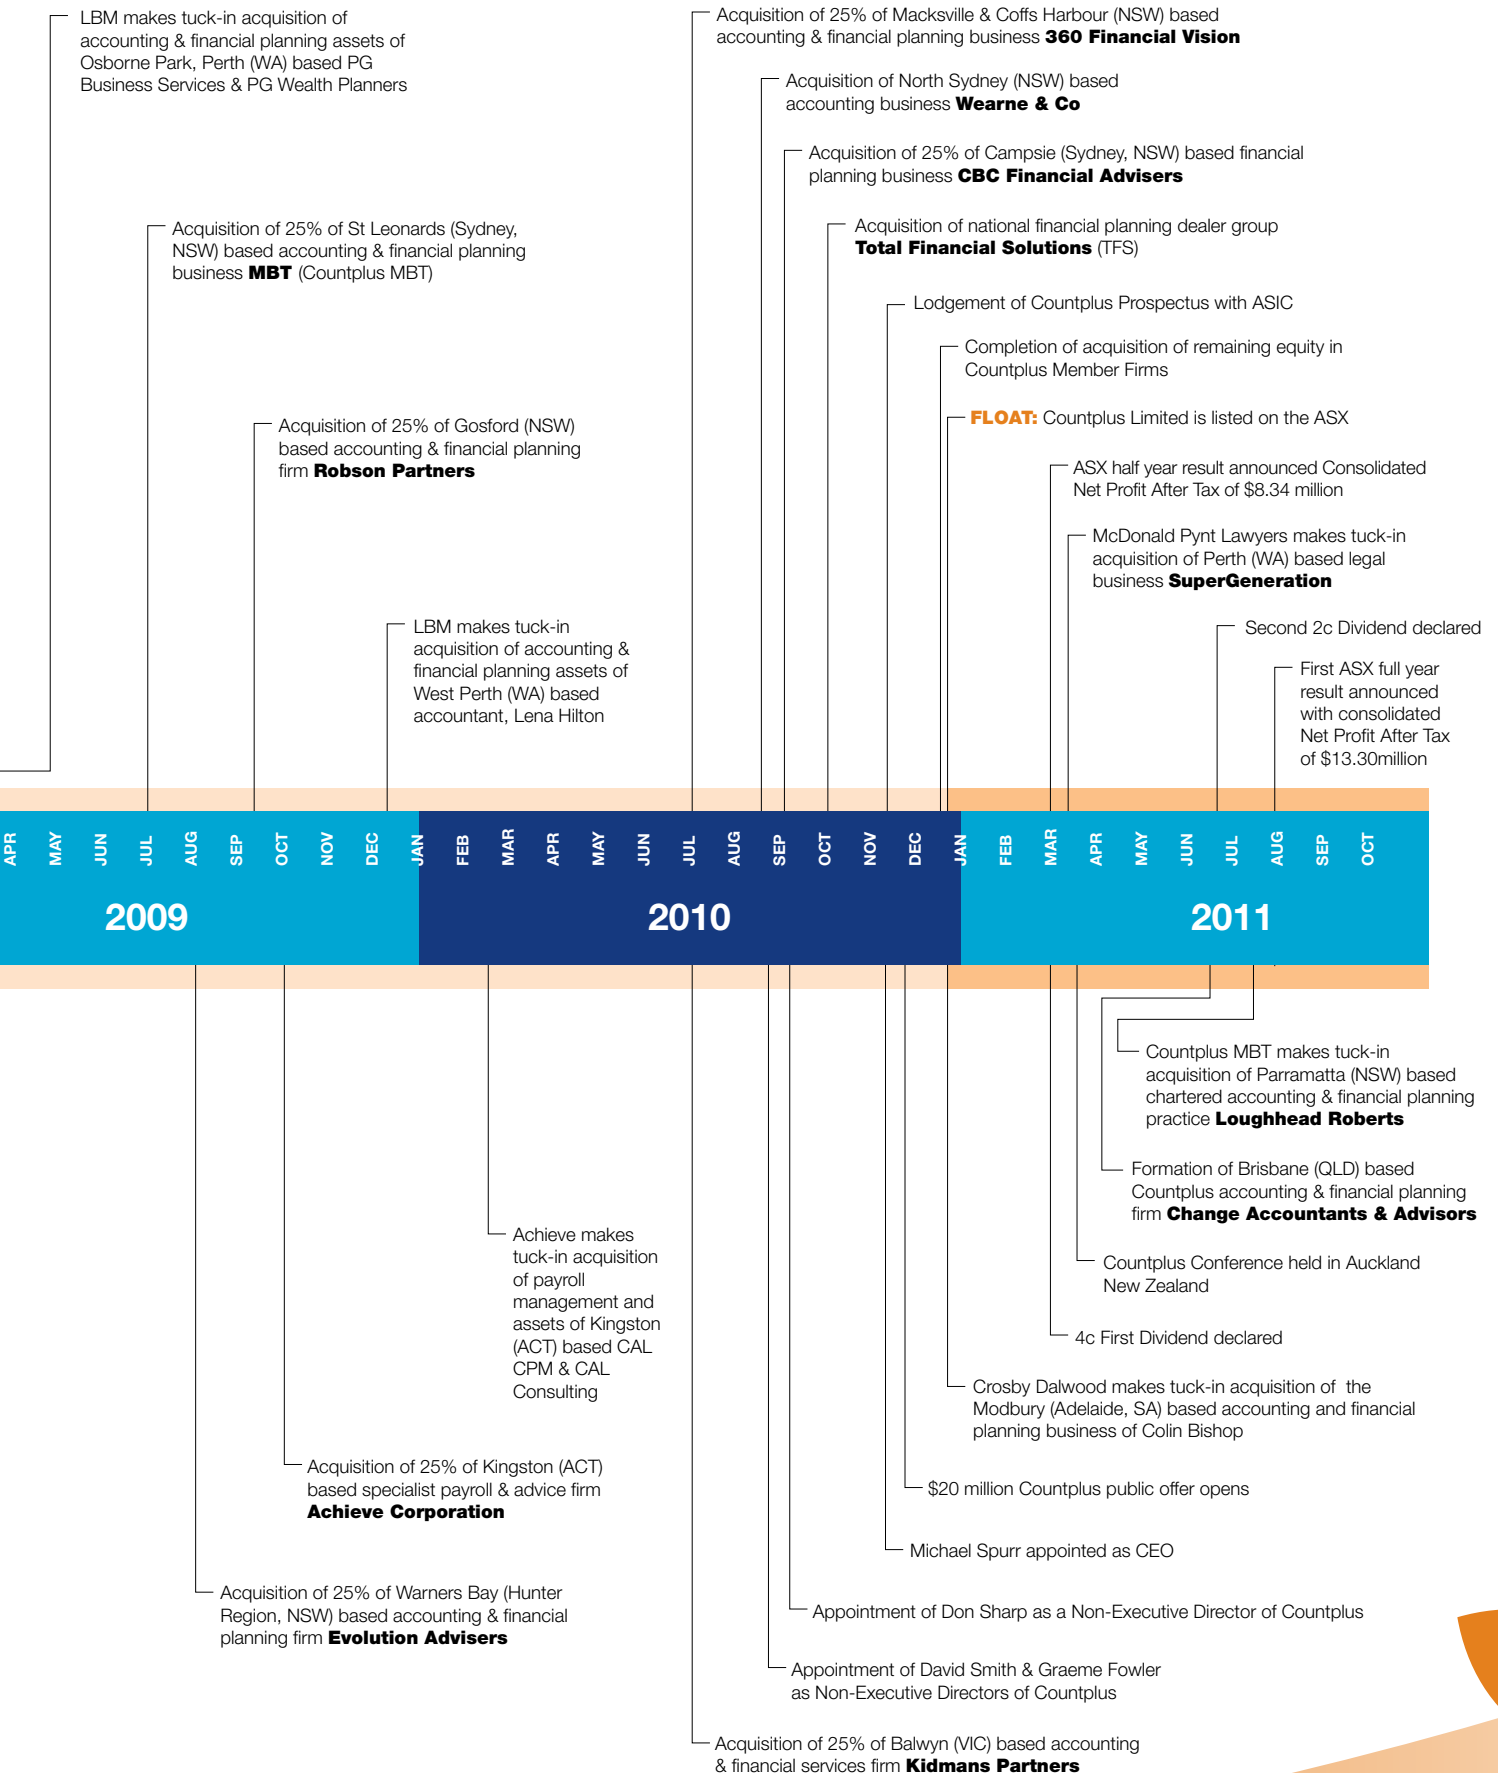 LBM makes tuck-in acquisition of
accounting & financial planning assets of
Osborne Park, Perth (WA) based PG
Business Services & PG Wealth Planners
Acquisition of 25% of St Leonards (Sydney,
NSW) based accounting & financial planning
business MBT (Countplus MBT)
Acquisition of 25% of Gosford (NSW)
based accounting & financial planning
firm Robson Partners
LBM makes tuck-in
acquisition of accounting &
financial planning assets of
West Perth (WA) based
accountant, Lena Hilton
Acquisition of 25% of Macksville & Coffs Harbour (NSW) based
accounting & financial planning business 360 Financial Vision
Acquisition of North Sydney (NSW) based
accounting business Wearne & Co
Acquisition of 25% of Campsie (Sydney, NSW) based financial
planning business CBC Financial Advisers
Acquisition of national financial planning dealer group
Total Financial Solutions (TFS)
Lodgement of Countplus Prospectus with ASIC
Completion of acquisition of remaining equity in
Countplus Member Firms
FLOAT: Countplus Limited is listed on the ASX
ASX half year result announced Consolidated
Net Profit After Tax of $8.34 million
McDonald Pynt Lawyers makes tuck-in
acquisition of Perth (WA) based legal
business SuperGeneration
Second 2c Dividend declared
First ASX full year
result announced
with consolidated
Net Profit After Tax
of $13.30million
APR MAY JUN JUL AUG SEP OCT NOV DEC JAN FEB MAR APR MAY JUN JUL AUG SEP OCT NOV DEC JAN FEB MAR APR MAY JUN JUL AUG SEP OCT
2009 2010 2011
Countplus MBT makes tuck-in
acquisition of Parramatta (NSW) based
chartered accounting & financial planning
practice Loughhead Roberts
Formation of Brisbane (QLD) based
Countplus accounting & financial planning
firm Change Accountants & Advisors
Countplus Conference held in Auckland
New Zealand
4c First Dividend declared
Crosby Dalwood makes tuck-in acquisition of the
Modbury (Adelaide, SA) based accounting and financial
planning business of Colin Bishop
$20 million Countplus public offer opens
Michael Spurr appointed as CEO
Appointment of Don Sharp as a Non-Executive Director of Countplus
Appointment of David Smith & Graeme Fowler
as Non-Executive Directors of Countplus
Acquisition of 25% of Balwyn (VIC) based accounting
& financial services firm Kidmans Partners
Achieve makes
tuck-in acquisition
of payroll
management and
assets of Kingston
(ACT) based CAL
CPM & CAL
Consulting
Acquisition of 25% of Kingston (ACT)
based specialist payroll & advice firm
Achieve Corporation
Acquisition of 25% of Warners Bay (Hunter
Region, NSW) based accounting & financial
planning firm Evolution Advisers